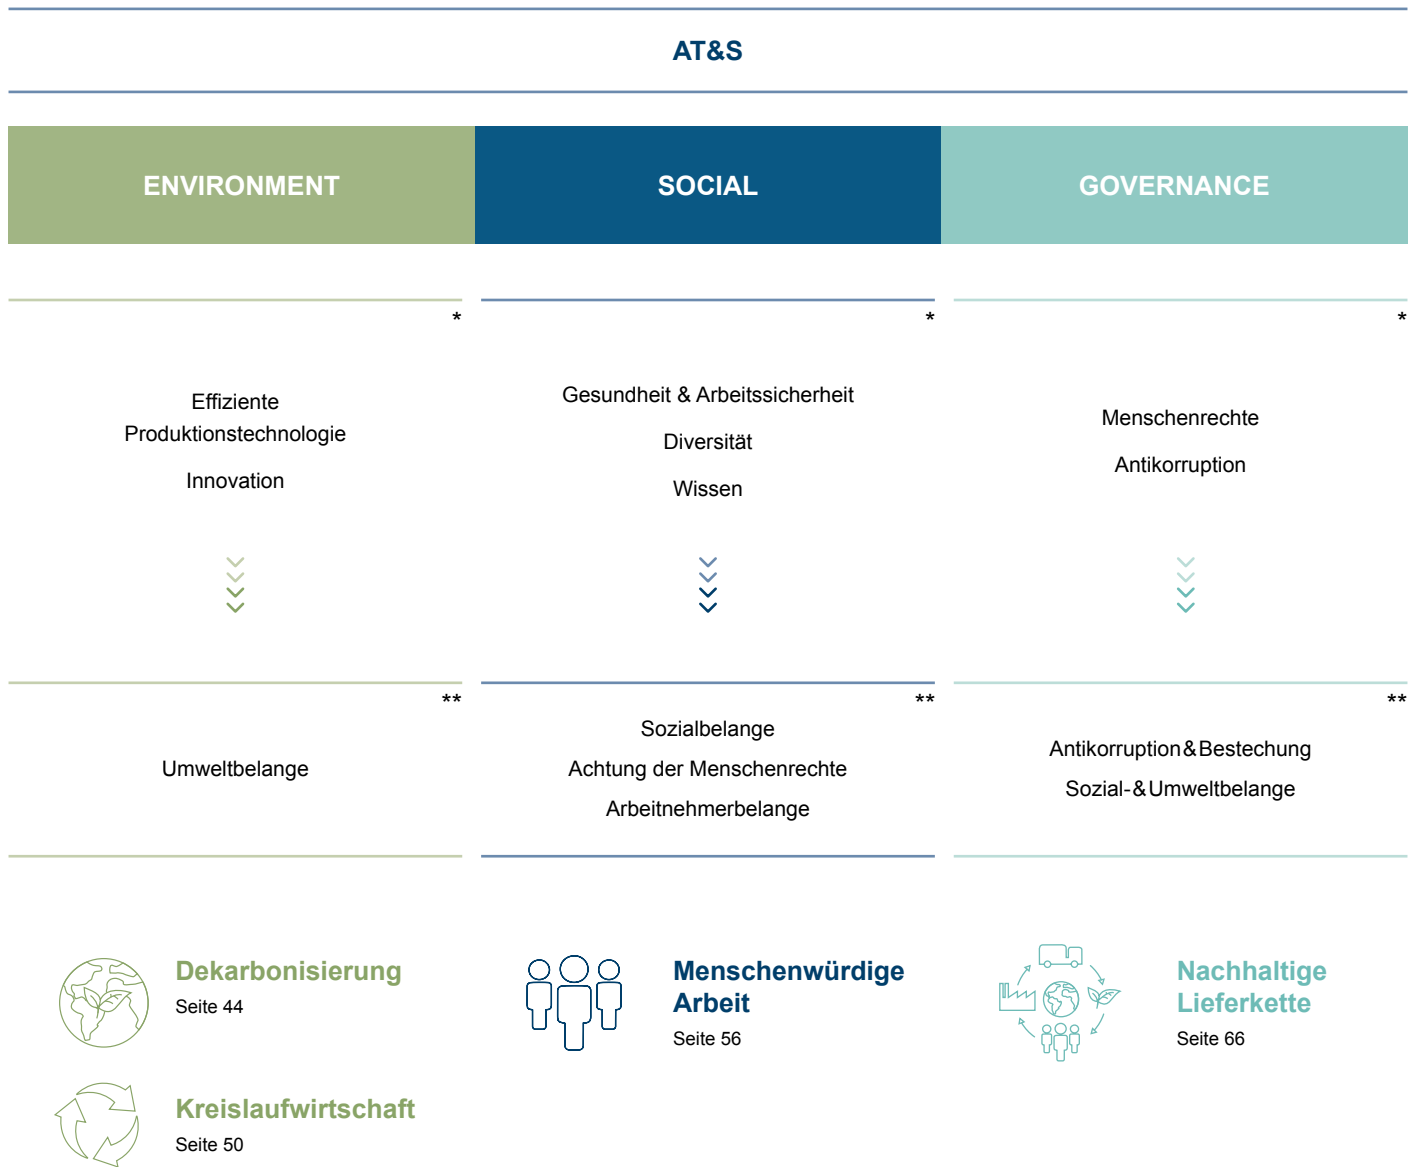 AT&S
ENVIRONMENT
SOCIAL
GOVERNANCE
*
Effiziente
Produktionstechnologie
Innovation
*
Gesundheit & Arbeitssicherheit
Diversität
Wissen
*
Menschenrechte
Antikorruption
**
Umweltbelange
**
Sozialbelange
Achtung der Menschenrechte
Arbeitnehmerbelange
**
Antikorruption & Bestechung
Sozial- & Umweltbelange
Dekarbonisierung
Seite 44
Kreislaufwirtschaft
Seite 50
Menschenwürdige
Arbeit
Seite 56
Nachhaltige
Lieferkette
Seite 66